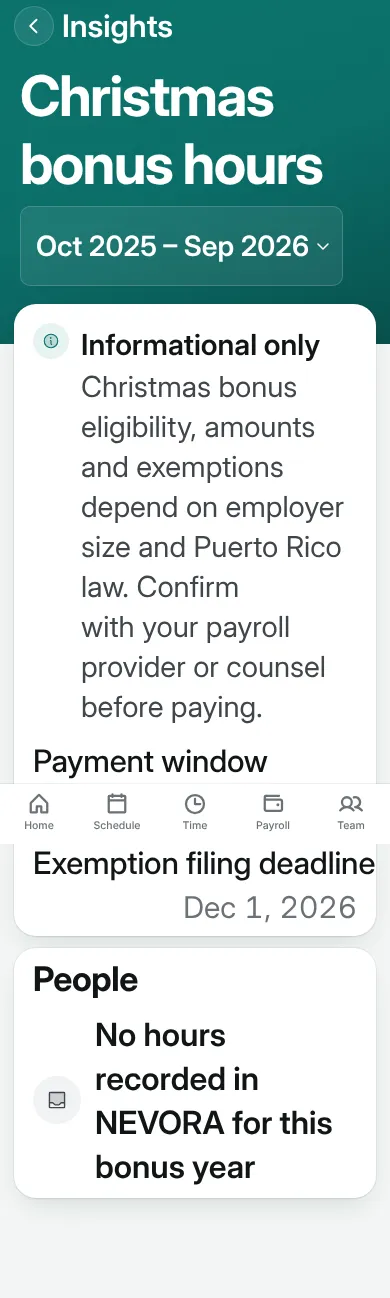 Insights
Christmas
bonus hours
Oct 2025 – Sep 2026
Informational only
Christmas bonus
eligibility, amounts
and exemptions
depend on employer
size and Puerto Rico
law. Confirm
with your payroll
provider or counsel
before paying.
Payment window
Home
Schedule
Time
Payroll
Team
Exemption filing deadline
Dec 1, 2026
People
No hours
recorded in
NEVORA for this
bonus year